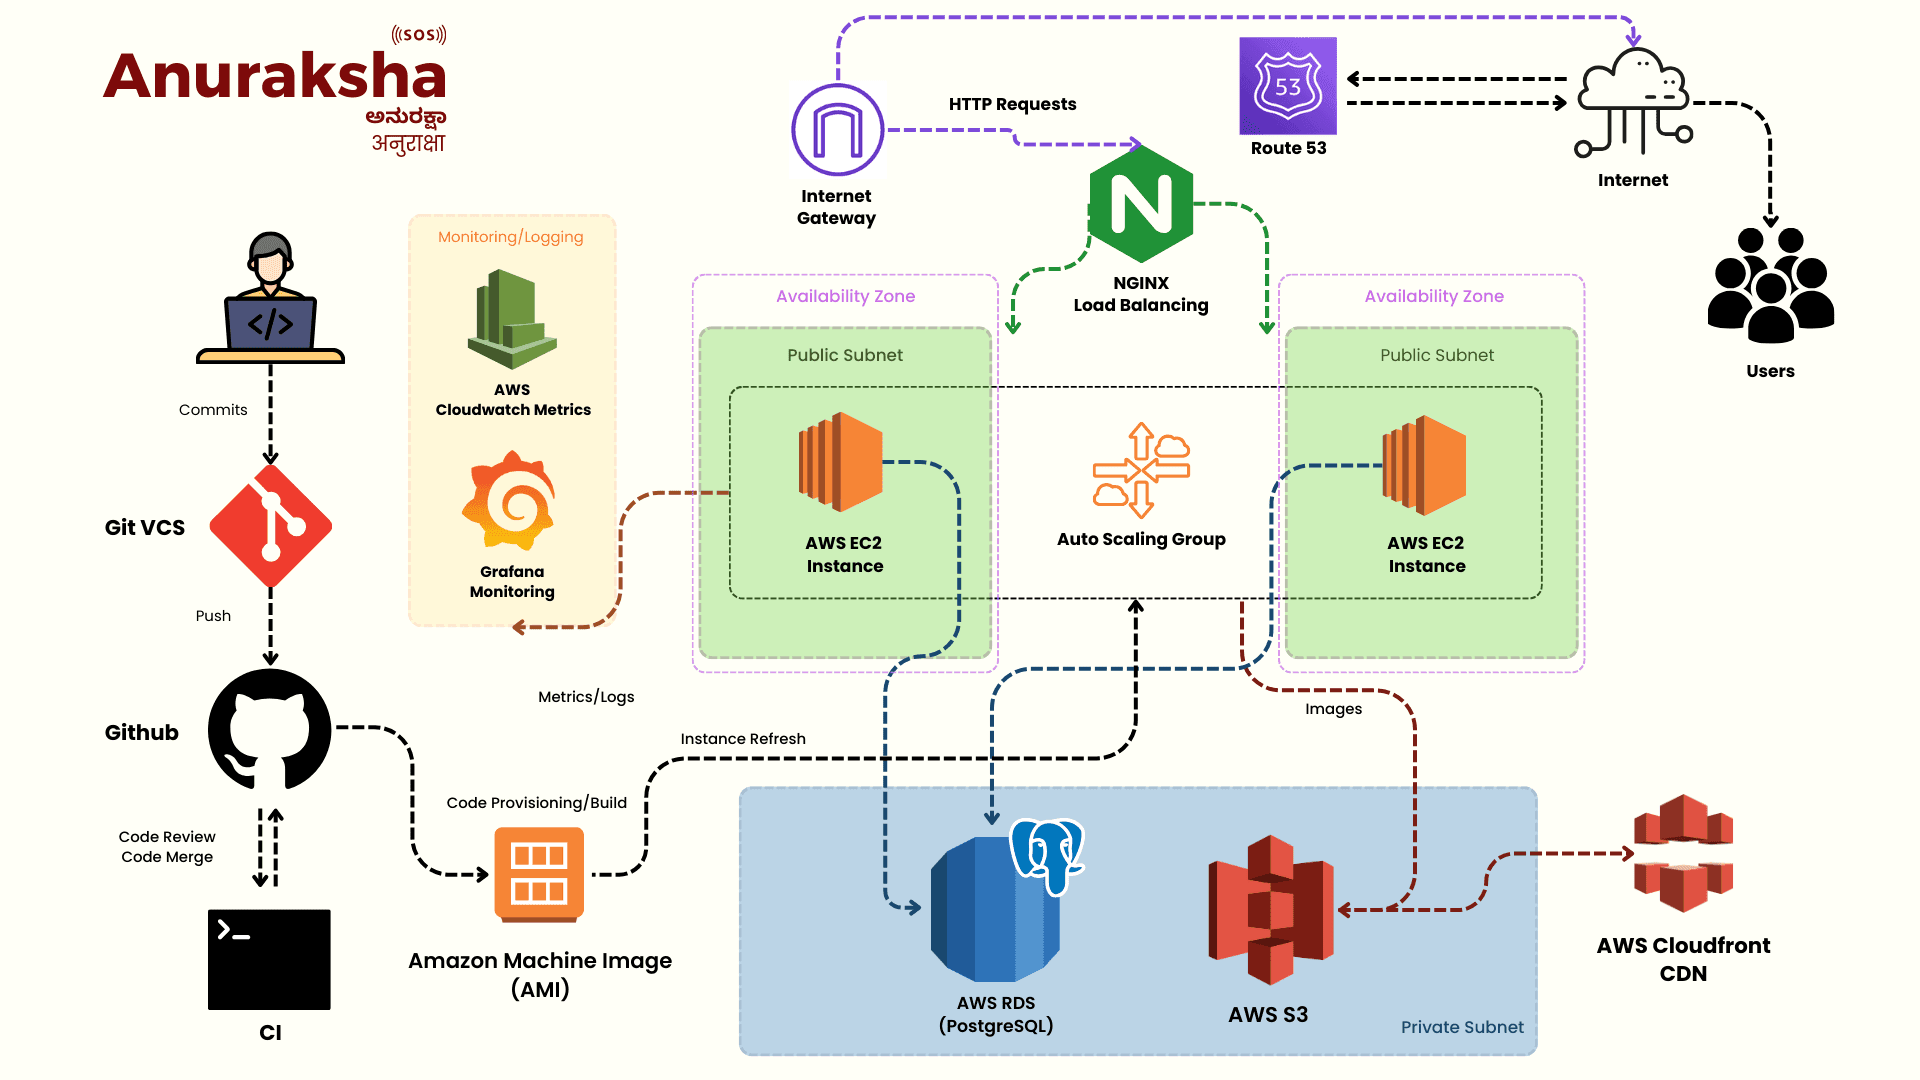 ((SOS))
Anuraksha
ಅನುರಕ್ಷಾ
अनुराक्षा
HTTP Requests
53
Route 53
Internet
Internet
Gateway
NGINX
Load Balancing
Users
Monitoring/Logging
AWS
Cloudwatch Metrics
Grafana
Monitoring
Availability Zone
Public Subnet
AWS EC2
Instance
Auto Scaling Group
Availability Zone
Public Subnet
AWS EC2
Instance
</>
Commits
Git VCS
Push
Github
Code Review
Code Merge
>_
CI
Metrics/Logs
Instance Refresh
Code Provisioning/Build
Amazon Machine Image
(AMI)
Images
AWS RDS
(PostgreSQL)
AWS S3
Private Subnet
AWS Cloudfront
CDN